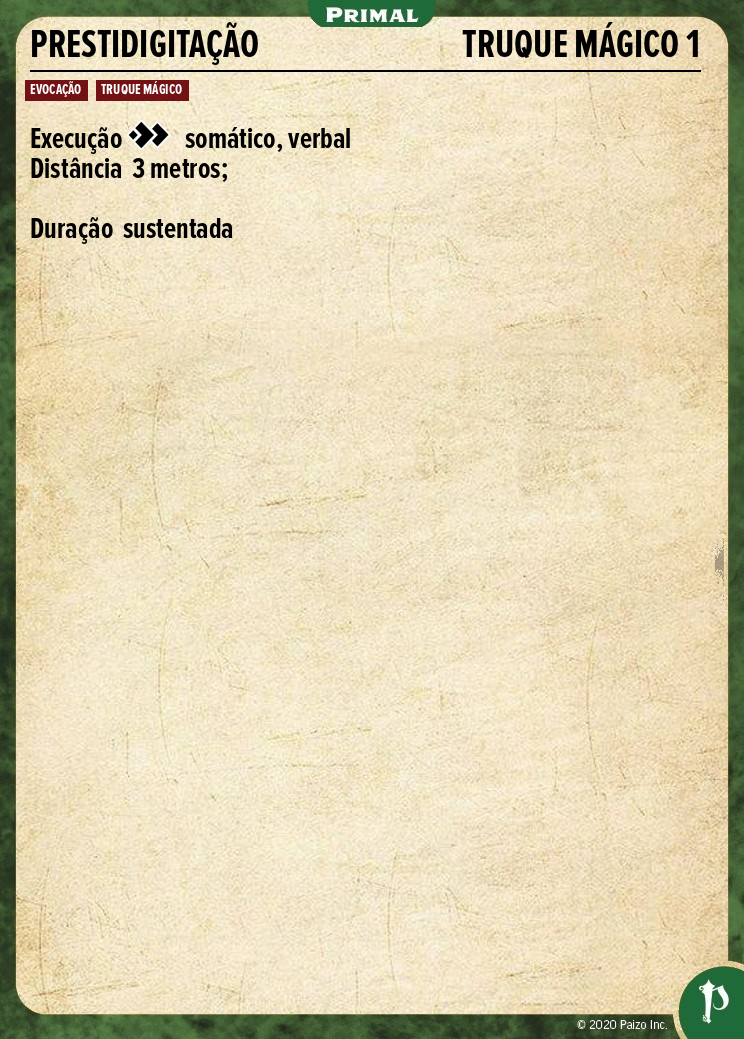 PRIMAL
PRESTIDIGITAÇÃO TRUQUE MÁGICO 1
EVOCAÇÃO TRUQUE MÁGICO
Execução somático, verbal
Distância 3 metros;
Duração sustentada
© 2020 Paizo Inc.